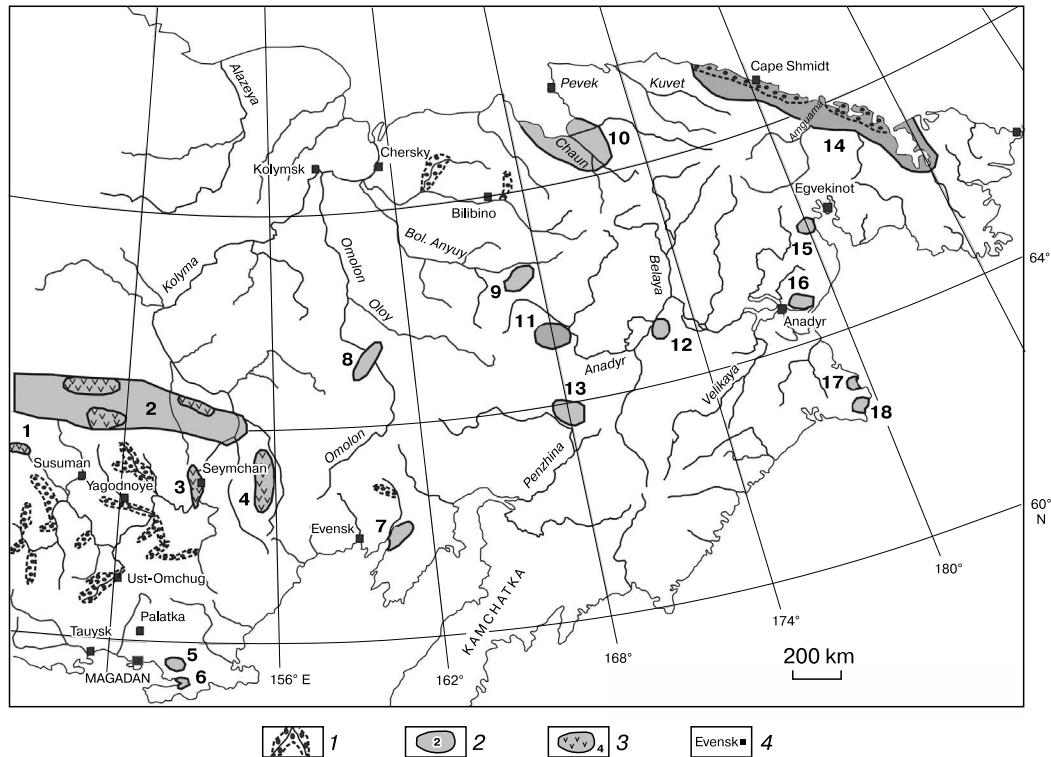 Cape Shmidt
Pevek
Kuvet
Alazeya
Amguama
10
14
Chaun
Chersky
Kolymsk
Bilibino
Egvekinot
Bol. Anyuy
15
64°
Omolon
Belaya
Kolyma
9
16
Oloy
11
Anadyr
12
8
Anadyr
Velikaya
13
17
2
18
1
Omolon
Susuman
Seymchan
Penzhina
Yagodnoye
3
4
60°
N
7
Evensk
Ust-Omchug
180°
KAMCHATKA
Palatka
174°
Tauysk
5
168°
200 km
MAGADAN
6
156° E
162°
1
2
2
4
3
Evensk
4